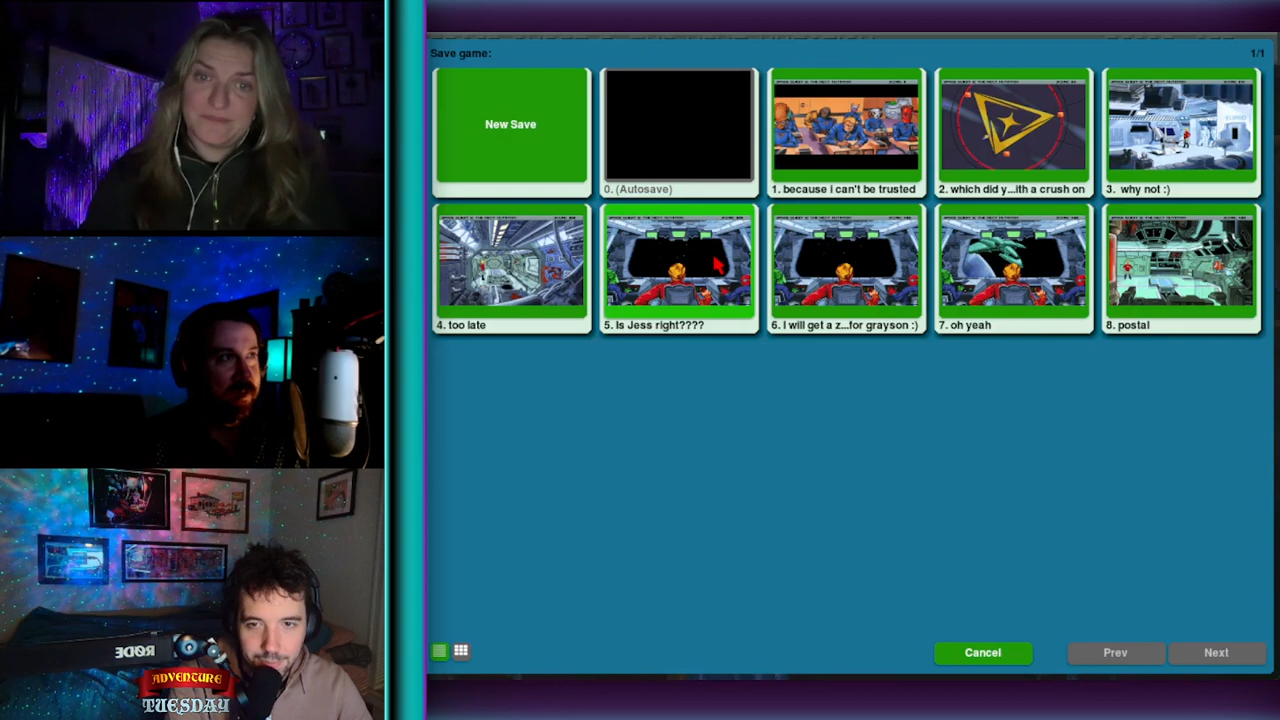 Save game:
1/1
New Save
0. (Autosave)
1. because i can't be trusted
2. which did y...ith a crush on
3. why not :)
4. too late
5. Is Jess right????
6. I will get a z...for grayson :)
7. oh yeah
8. postal
Cancel
Prev
Next
RØDE
ADVENTURE
TUESDAY